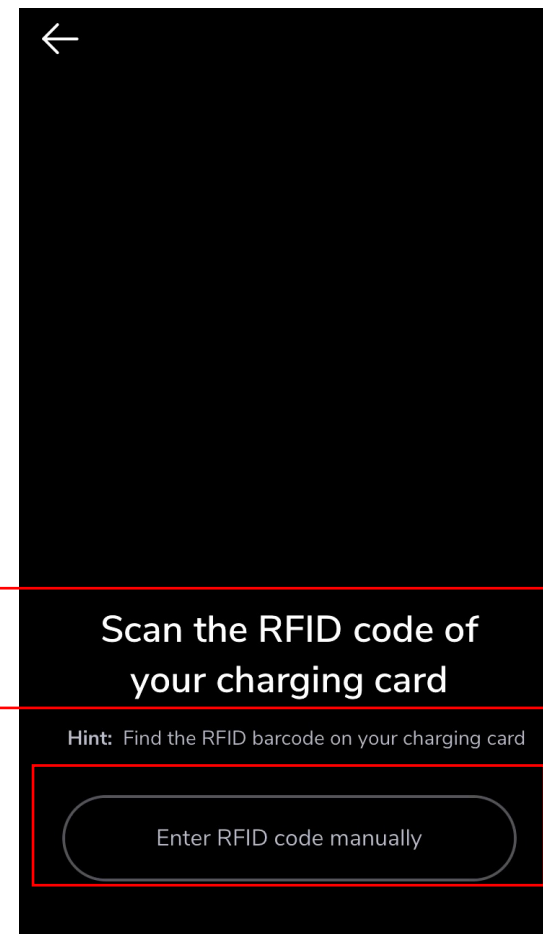 Scan the RFID code of
your charging card
Hint: Find the RFID barcode on your charging card
Enter RFID code manually